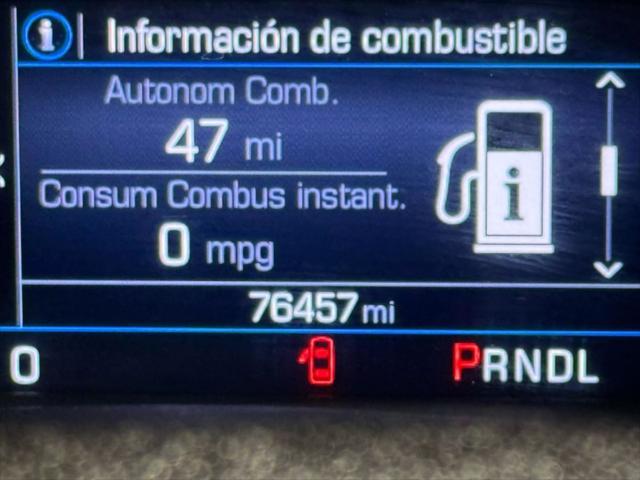 i Información de combustible
Autonom Comb.
47 mi
Consum Combus instant.
0 mpg
i
76457 mi
0 PRNDL